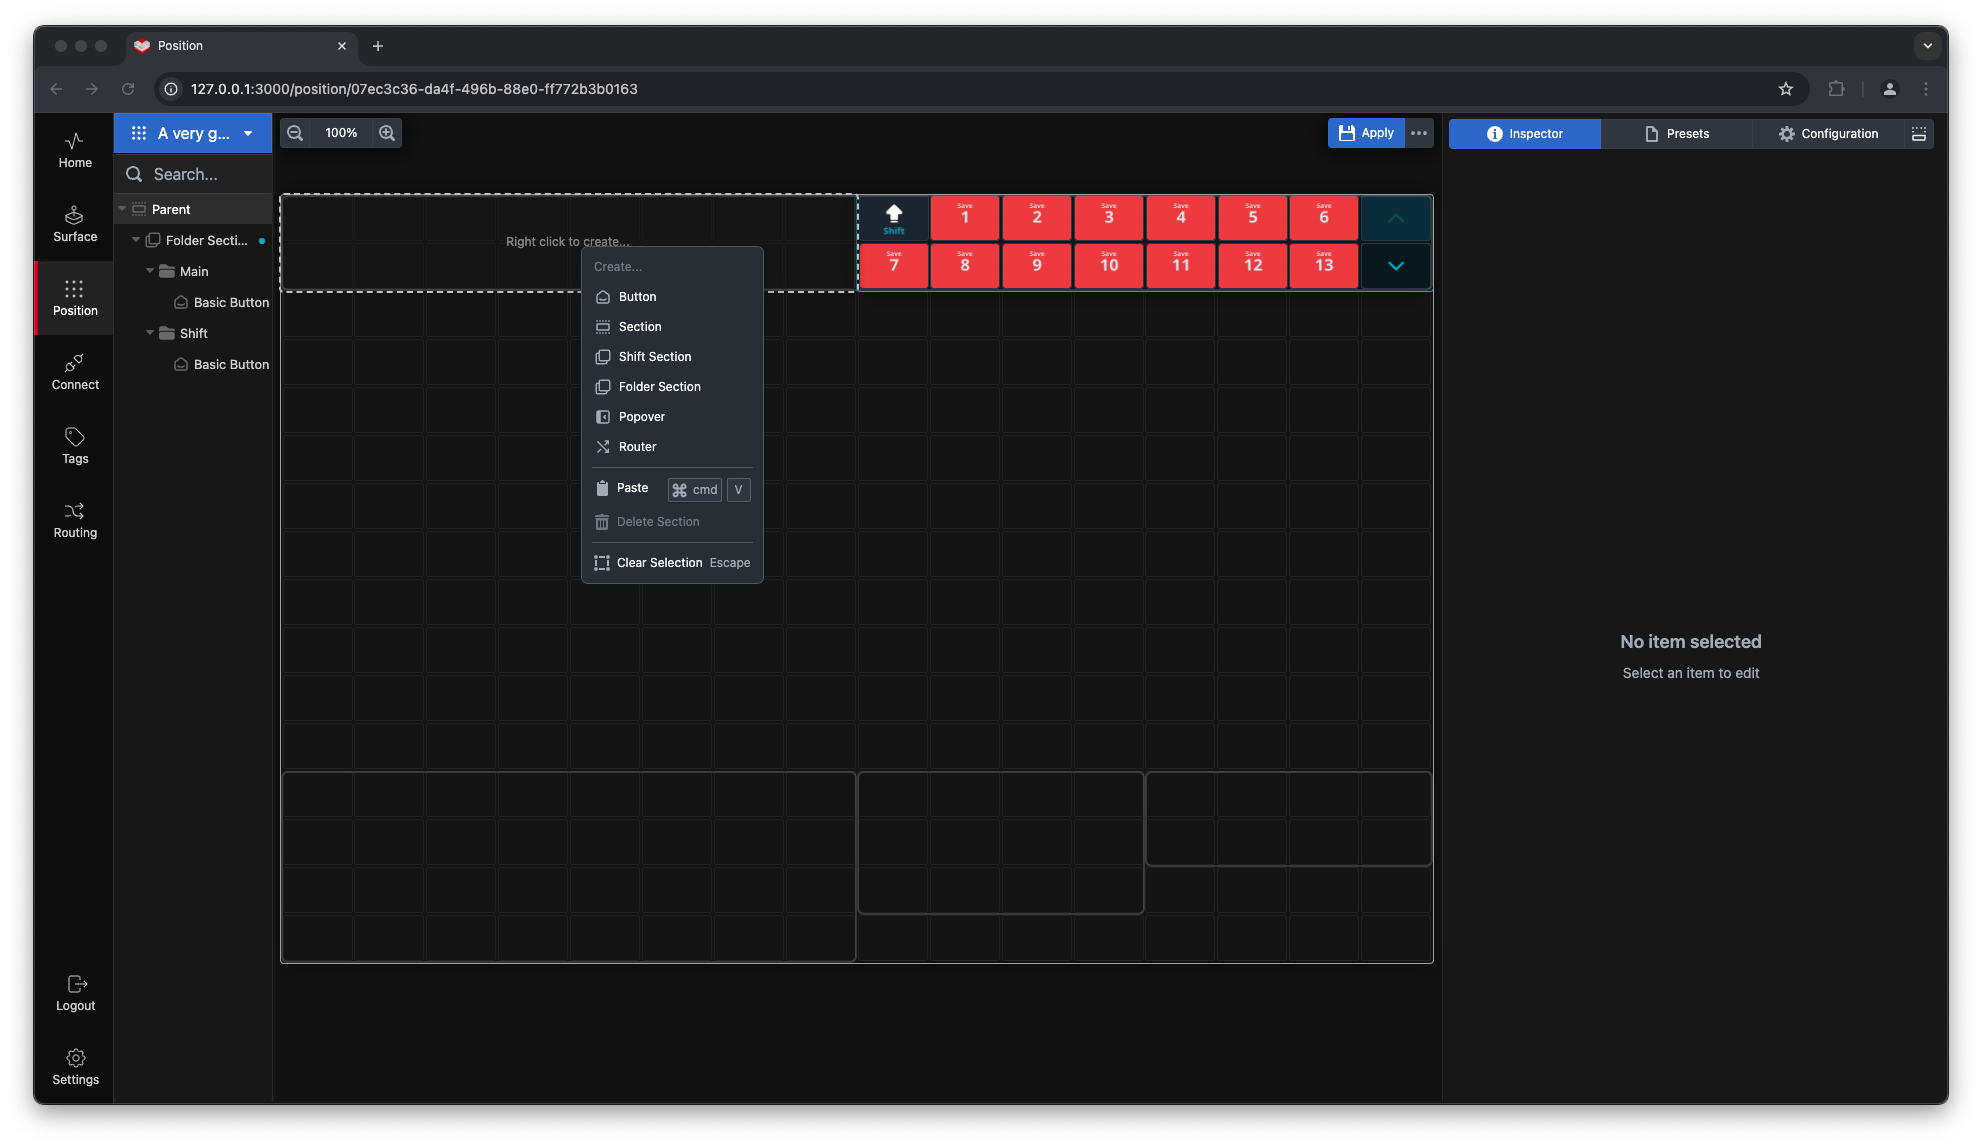 Position
127.0.0.1:3000/position/07ec3c36-da4f-496b-88e0-ff772b3b0163
Home
Surface
Position
Connect
Tags
Routing
Logout
Settings
A very g...
Search...
Parent
Folder Secti...
Main
Basic Button
Shift
Basic Button
100%
Apply
Right click to create...
Shift
Save 1
Save 2
Save 3
Save 4
Save 5
Save 6
Save 7
Save 8
Save 9
Save 10
Save 11
Save 12
Save 13
Create...
Button
Section
Shift Section
Folder Section
Popover
Router
Paste ⌘ cmd V
Delete Section
Clear Selection Escape
Inspector
Presets
Configuration
No item selected
Select an item to edit